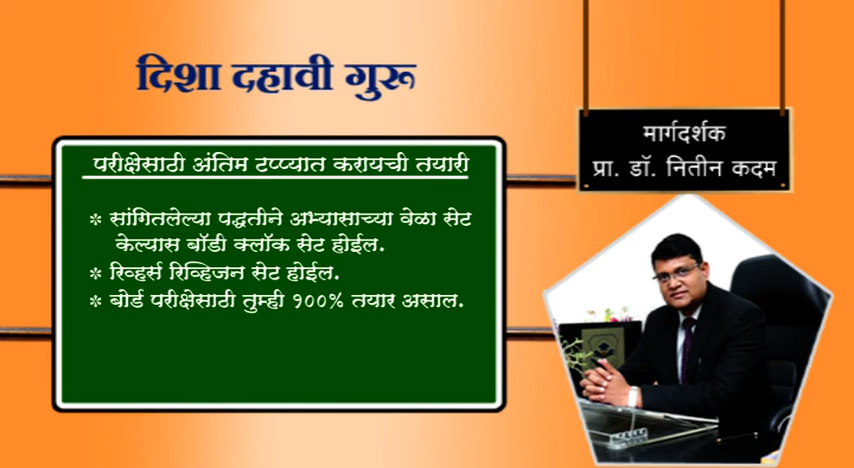 दिशा दहावी गुरू
मार्गदर्शक
प्रा. डॉ. नितीन कदम
परीक्षेसाठी अंतिम टप्प्यात करायची तयारी
* सांगितलेल्या पद्धतीने अभ्यासाच्या वेळा सेट
केल्यास बॉडी क्लॉक सेट होईल.
* रिव्हर्स रिव्हिजन सेट होईल.
* बोर्ड परीक्षेसाठी तुम्ही १००% तयार असाल.